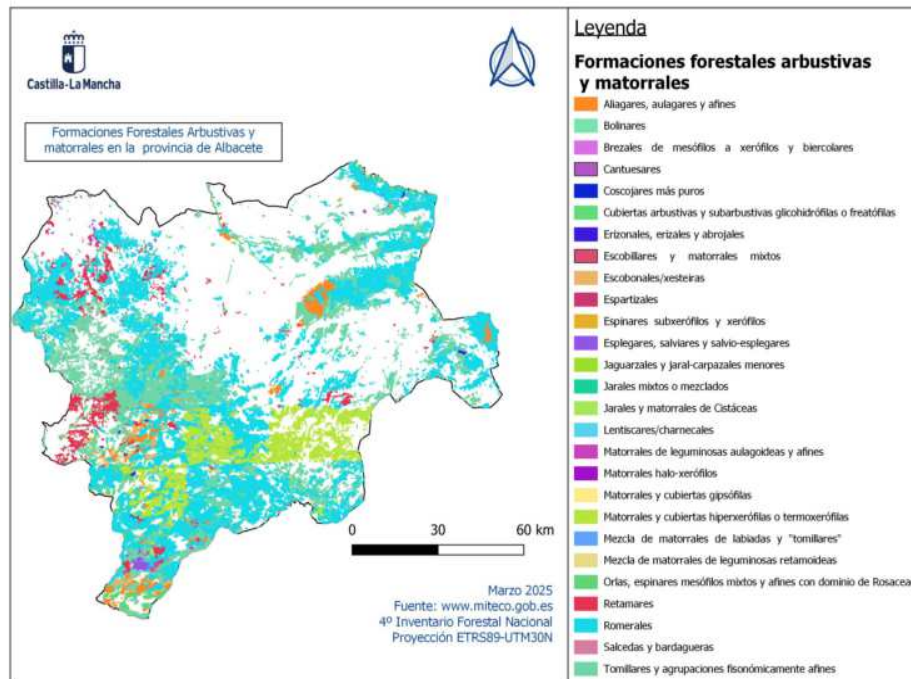 Castilla-La Mancha
Formaciones Forestales Arbustivas y
matorrales en la provincia de Albacete
0 30 60 km
Marzo 2025
Fuente: www.miteco.gob.es
4º Inventario Forestal Nacional
Proyección ETRS89-UTM30N
Leyenda
Formaciones forestales arbustivas
y matorrales
Aliagares, aulagares y afines
Bolinares
Brezales de mesófilos a xerófilos y biercolares
Cantuesares
Coscojares más puros
Cubiertas arbustivas y subarbustivas glicohidrófilas o freatófilas
Erizonales, erizales y abrojales
Escobillares y matorrales mixtos
Escobonales/xesteiras
Espartizales
Espinares subxerófilos y xerófilos
Esplegares, salviares y salvio-esplegares
Jaguarzales y jaral-carpazales menores
Jarales mixtos o mezclados
Jarales y matorrales de Cistáceas
Lentiscares/charnecales
Matorrales de leguminosas aulagoideas y afines
Matorrales halo-xerófilos
Matorrales y cubiertas gipsófilas
Matorrales y cubiertas hiperxerófilas o termoxerófilas
Mezcla de matorrales de labiadas y "tomillares"
Mezcla de matorrales de leguminosas retamoideas
Orlas, espinares mesófilos mixtos y afines con dominio de Rosacea
Retamares
Romerales
Salcedas y bardagueras
Tomillares y agrupaciones fisonómicamente afines